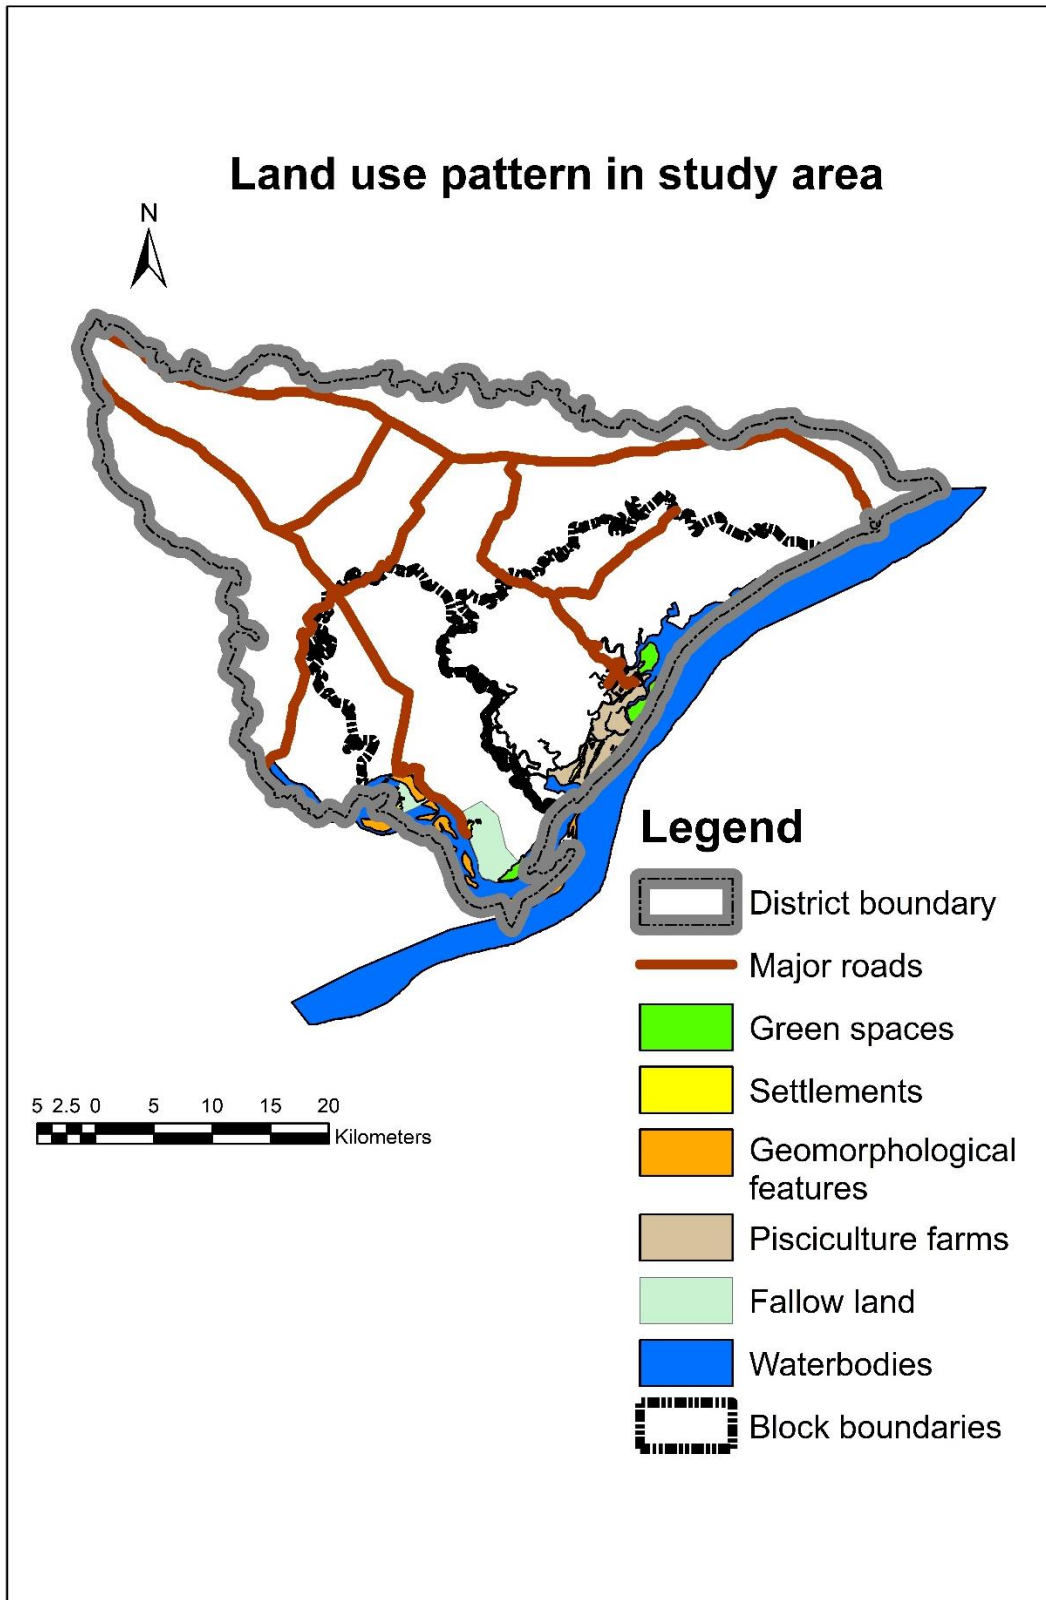 Land use pattern in study area
N
Legend
District boundary
Major roads
Green spaces
Settlements
Geomorphological
features
Pisciculture farms
Fallow land
Waterbodies
Block boundaries
5 2.5 0 5 10 15 20
Kilometers